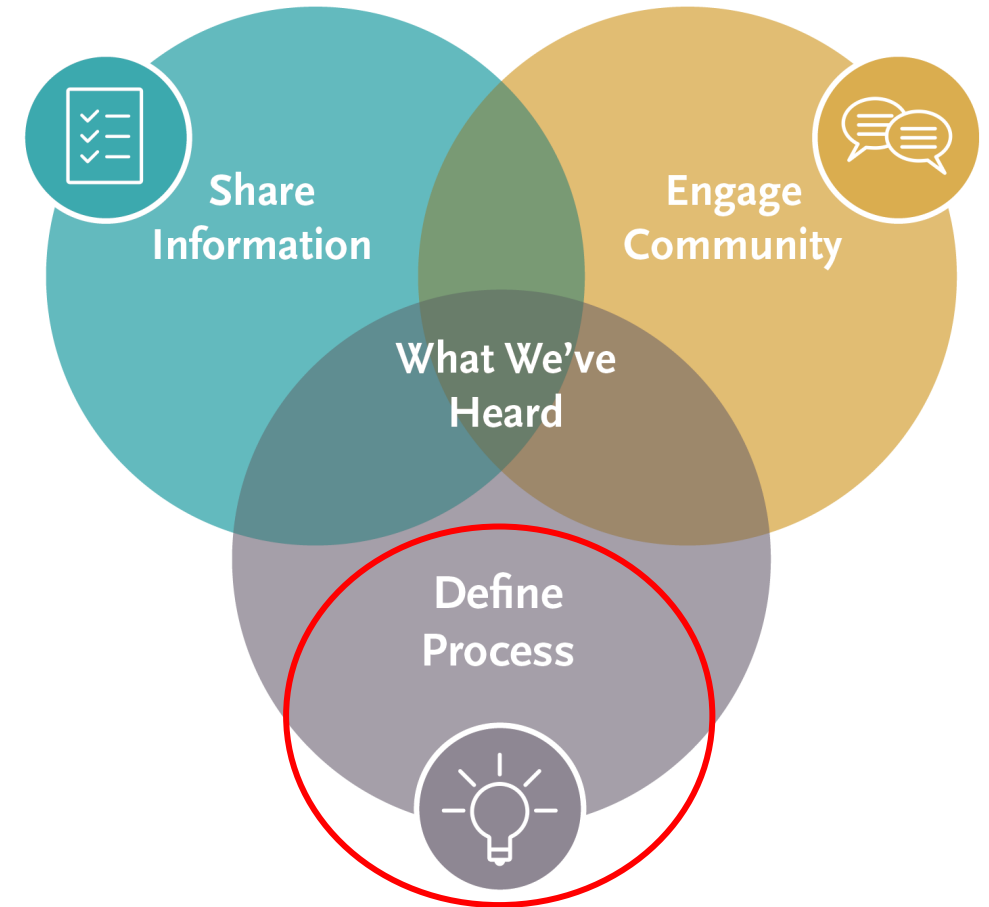 Share
Information
Engage
Community
What We've
Heard
Define
Process